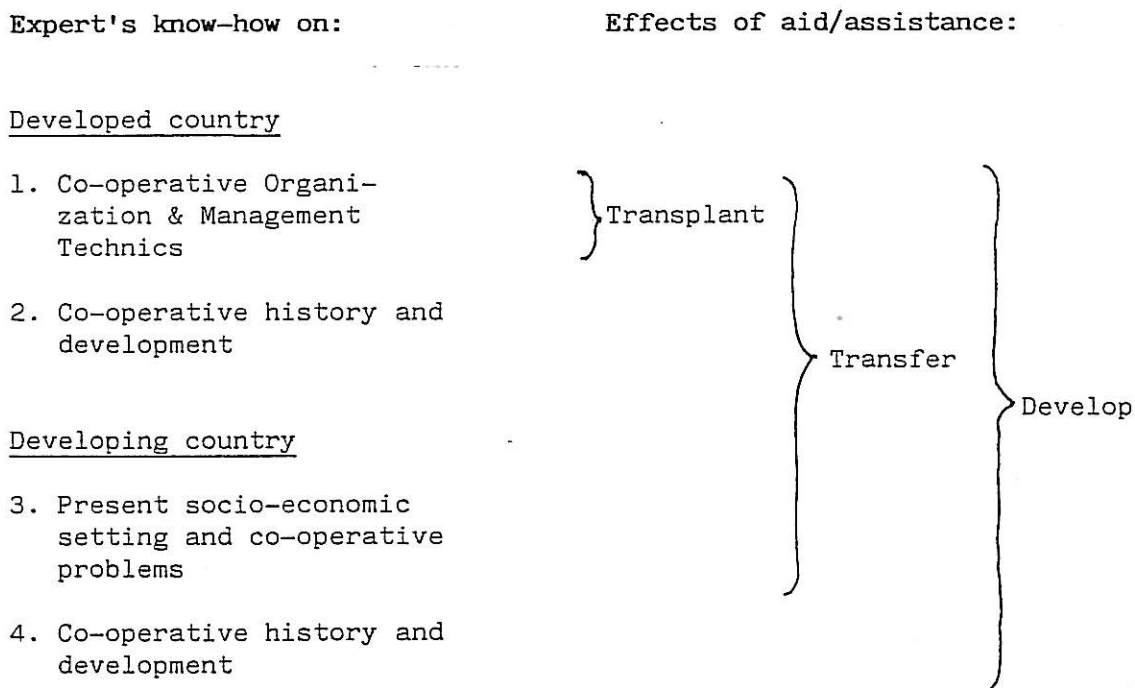 Expert's know-how on: Effects of aid/assistance:
Developed country
1. Co-operative Organi-
zation & Management
Technics
Transplant
2. Co-operative history and
development
Transfer
Develop
Developing country
3. Present socio-economic
setting and co-operative
problems
4. Co-operative history and
development